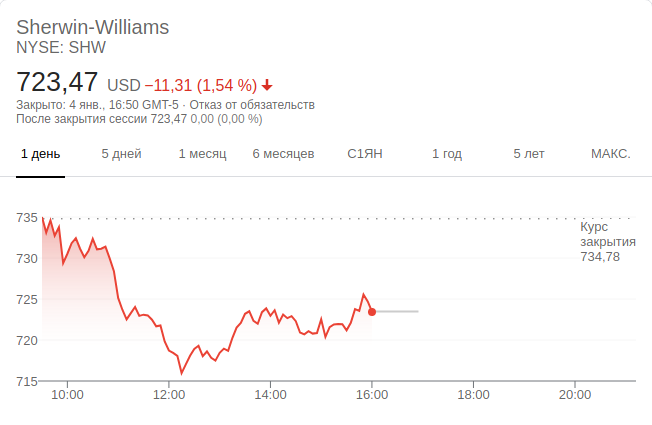 Sherwin-Williams
NYSE: SHW
723,47 USD −11,31 (1,54 %)
Закрыто: 4 янв., 16:50 GMT-5 · Отказ от обязательств
После закрытия сессии 723,47 0,00 (0,00 %)
1 день 5 дней 1 месяц 6 месяцев С1ЯН 1 год 5 лет МАКС.
735
Курс
закрытия
734,78
730
725
720
715
10:00 12:00 14:00 16:00 18:00 20:00